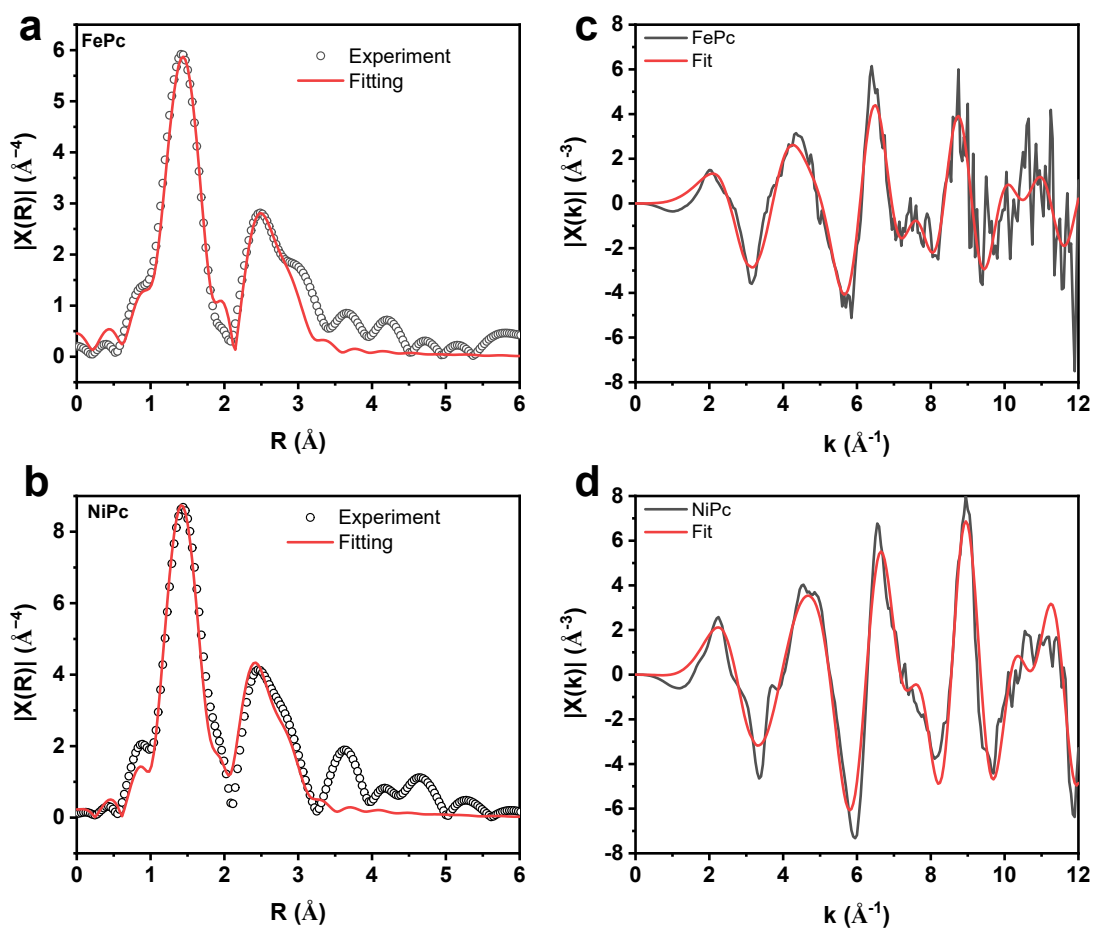 a
FePc
Experiment
Fitting
6
5
4
3
2
1
0
|X(R)| (Å⁻⁴)
0 1 2 3 4 5 6
R (Å)
c
FePc
Fit
8
6
4
2
0
-2
-4
-6
-8
|X(k)| (Å⁻³)
0 2 4 6 8 10 12
k (Å⁻¹)
b
NiPc
Experiment
Fitting
8
6
4
2
0
|X(R)| (Å⁻⁴)
0 1 2 3 4 5 6
R (Å)
d
NiPc
Fit
8
6
4
2
0
-2
-4
-6
-8
|X(k)| (Å⁻³)
0 2 4 6 8 10 12
k (Å⁻¹)